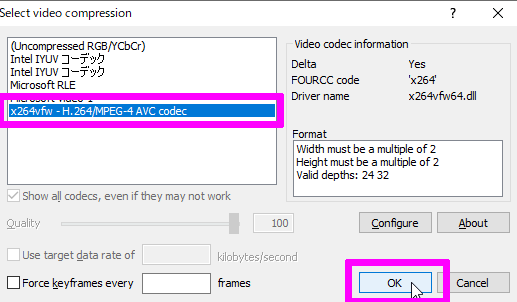 Select video compression
(Uncompressed RGB/YCbCr)
Intel IYUV コーデック
Intel IYUV コーデック
Microsoft RLE
Microsoft Video 1
x264vfw - H.264/MPEG-4 AVC codec
Show all codecs, even if they may not work
Quality
100
Use target data rate of
kilobytes/second
Force keyframes every
frames
Video codec information
Delta Yes
FOURCC code 'x264'
Driver name x264vfw64.dll
Format
Width must be a multiple of 2
Height must be a multiple of 2
Valid depths: 24 32
Configure
About
OK
Cancel